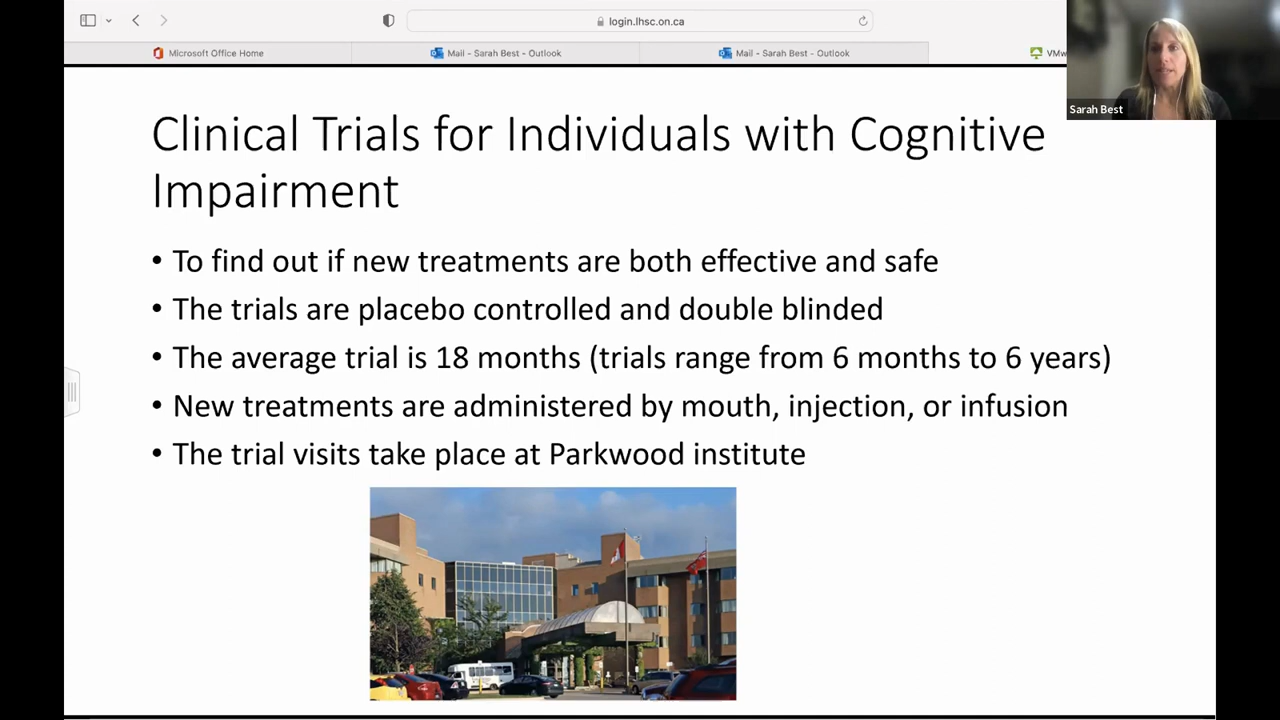 login.lhsc.on.ca
Microsoft Office Home
Mail - Sarah Best - Outlook
Mail - Sarah Best - Outlook
Sarah Best
Clinical Trials for Individuals with Cognitive
Impairment
• To find out if new treatments are both effective and safe
• The trials are placebo controlled and double blinded
• The average trial is 18 months (trials range from 6 months to 6 years)
• New treatments are administered by mouth, injection, or infusion
• The trial visits take place at Parkwood institute